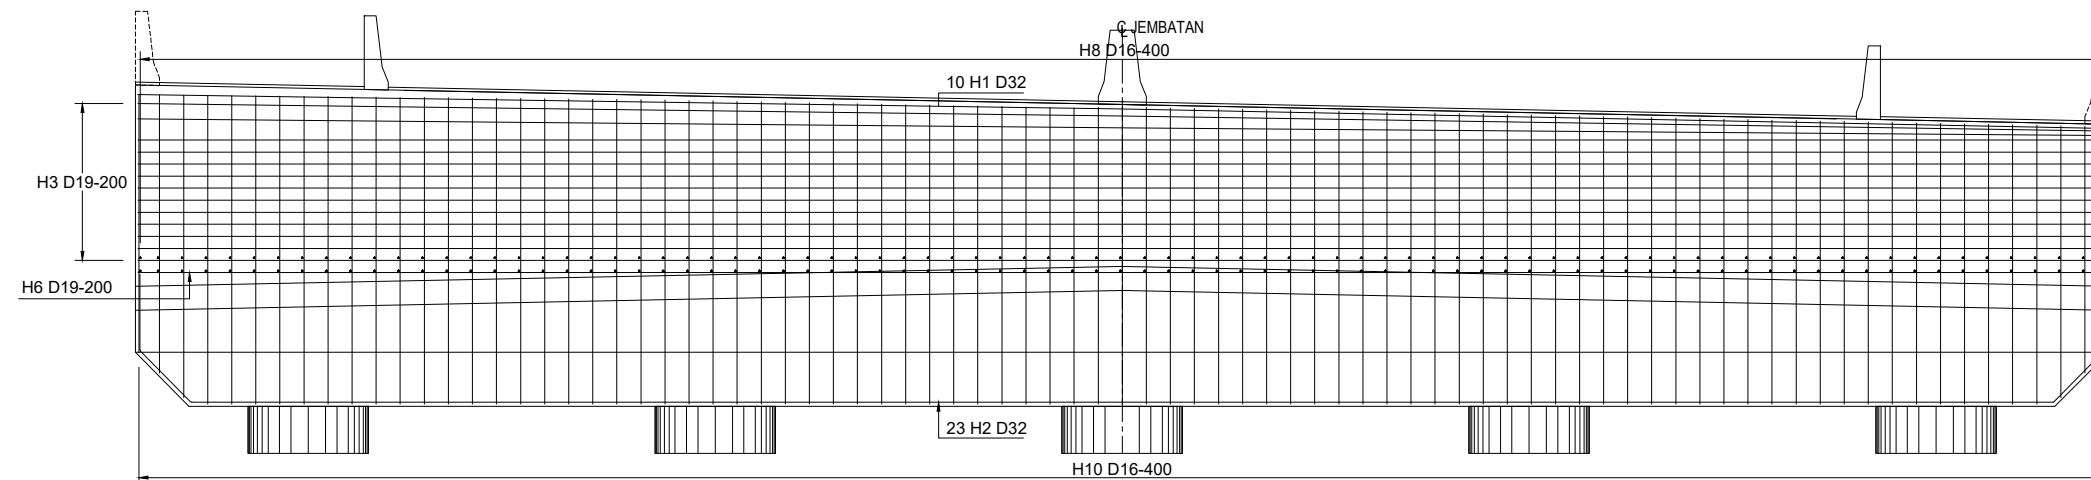 ℄ JEMBATAN
H8 D16-400
10 H1 D32
H3 D19-200
H6 D19-200
23 H2 D32
H10 D16-400